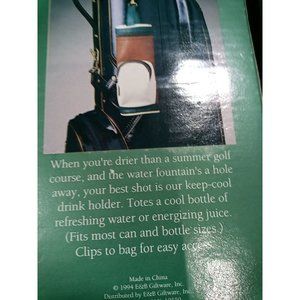 When you're drier than a summer golf
course, and the water fountain's a hole
away, your best shot is our keep-cool
drink holder. Totes a cool bottle of
refreshing water or energizing juice.
(Fits most can and bottle sizes.)
Clips to bag for easy access.
Made in China
© 1994 E&B Giftware, Inc.
Distributed by E&B Giftware, Inc.